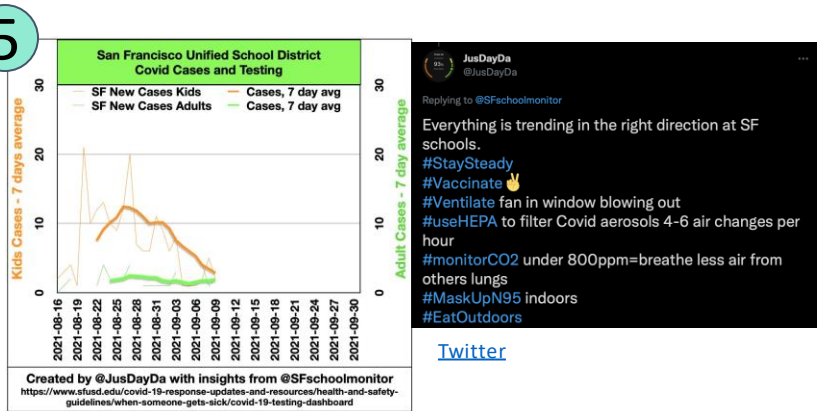 5
San Francisco Unified School District
Covid Cases and Testing
SF New Cases Kids
Cases, 7 day avg
SF New Cases Adults
Cases, 7 day avg
Kids Cases - 7 days average
30
20
10
0
30
20
10
0
Adult Cases - 7 day average
2021-08-16
2021-08-19
2021-08-22
2021-08-25
2021-08-28
2021-08-31
2021-09-03
2021-09-06
2021-09-09
2021-09-12
2021-09-15
2021-09-18
2021-09-21
2021-09-24
2021-09-27
2021-09-30
Created by @JusDayDa with insights from @SFschoolmonitor
https://www.sfusd.edu/covid-19-response-updates-and-resources/health-and-safety-
guidelines/when-someone-gets-sick/covid-19-testing-dashboard
JusDayDa
@JusDayDa
Replying to @SFschoolmonitor
Everything is trending in the right direction at SF
schools.
#StaySteady
#Vaccinate✌️
#Ventilate fan in window blowing out
#useHEPA to filter Covid aerosols 4-6 air changes per
hour
#monitorCO2 under 800ppm=breathe less air from
others lungs
#MaskUpN95 indoors
#EatOutdoors
Twitter